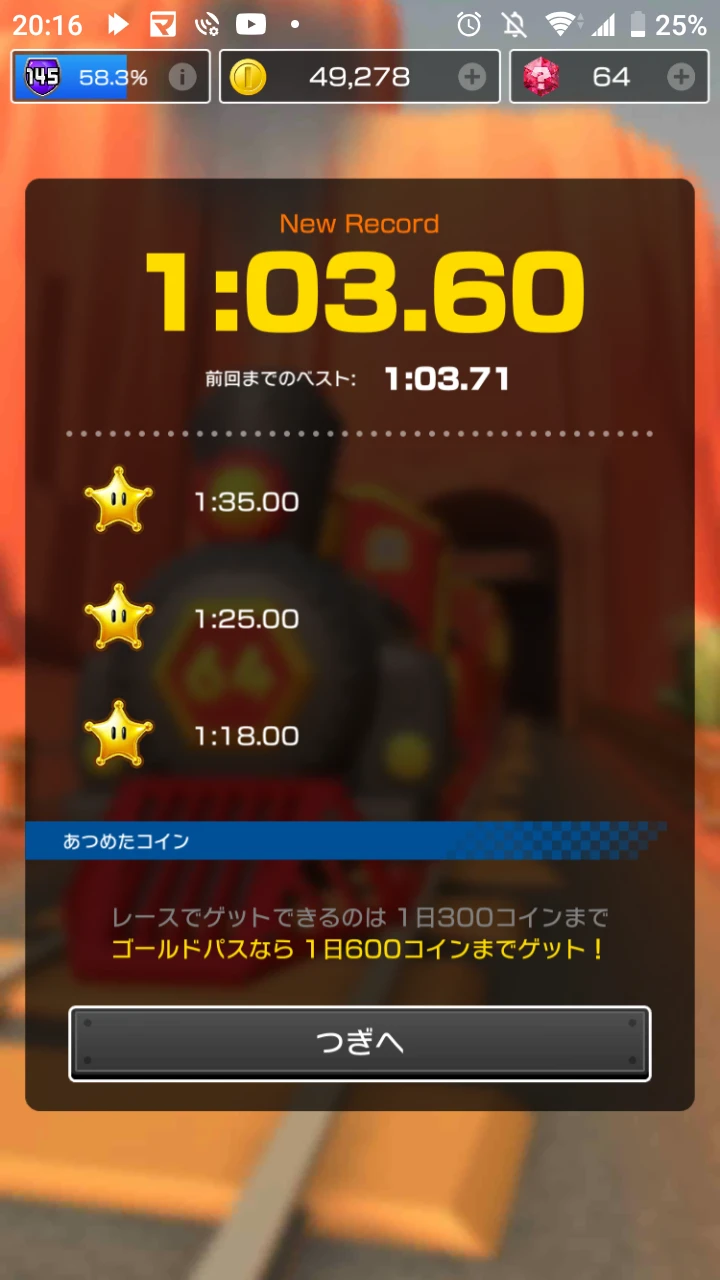 20:16
25%
145 58.3% 49,278 64
New Record
1:03.60
前回までのベスト: 1:03.71
1:35.00
1:25.00
1:18.00
64
あつめたコイン
レースでゲットできるのは 1日300コインまで
ゴールドパスなら 1日600コインまでゲット！
つぎへ